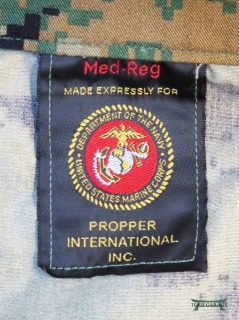 Med-Reg
MADE EXPRESSLY FOR
DEPARTMENT OF THE NAVY
UNITED STATES MARINE CORPS
PROPPER
INTERNATIONAL
INC.